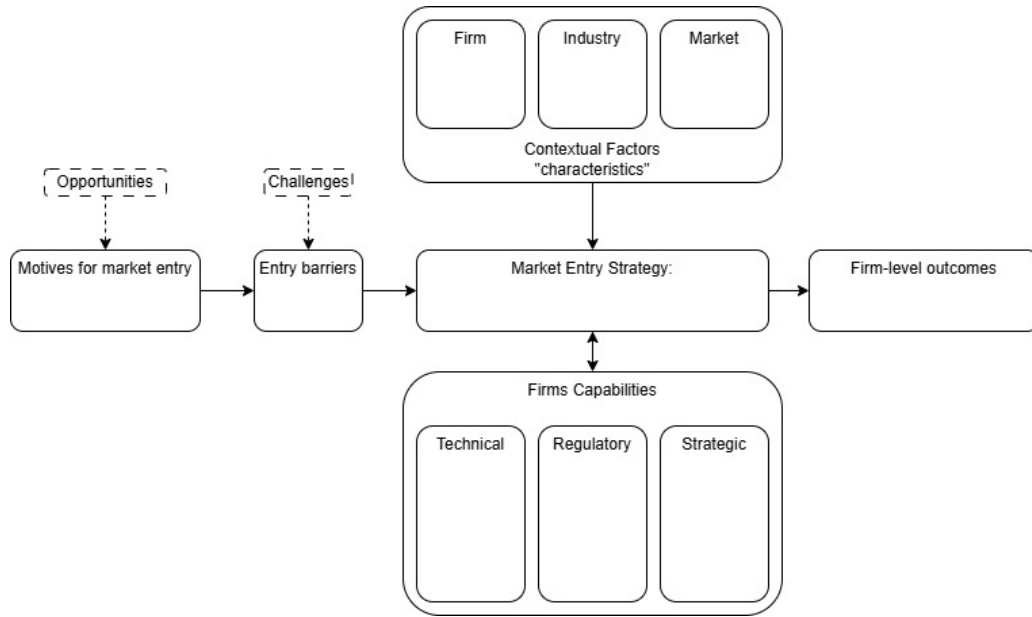 Firm
Industry
Market
Contextual Factors
"characteristics"
Opportunities
Challenges
Motives for market entry
Entry barriers
Market Entry Strategy:
Firm-level outcomes
Firms Capabilities
Technical
Regulatory
Strategic